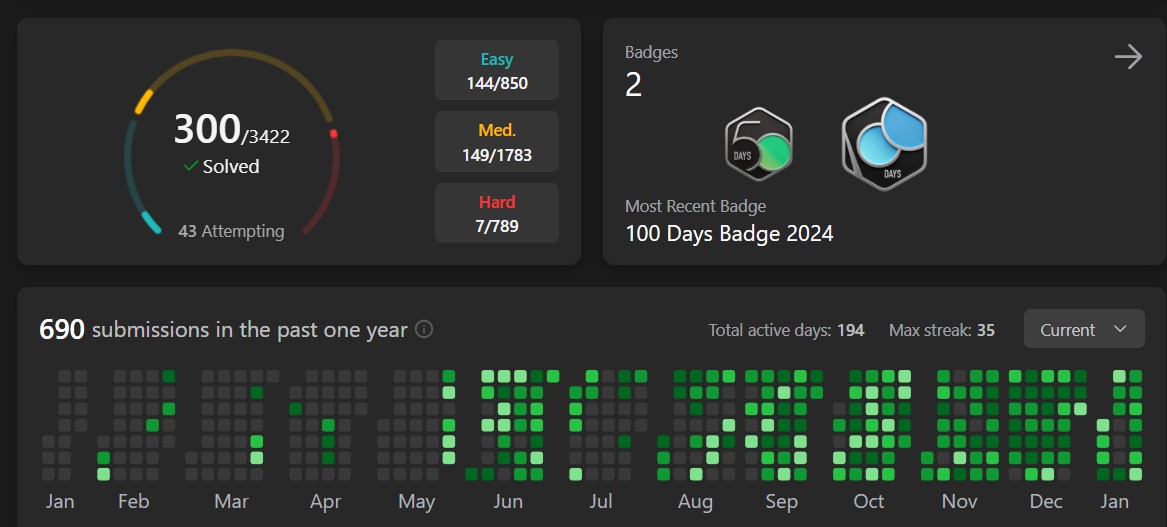 300/3422
Solved
43 Attempting
Easy
144/850
Med.
149/1783
Hard
7/789
Badges
2
DAYS
DAYS
Most Recent Badge
100 Days Badge 2024
690 submissions in the past one year
Total active days: 194
Max streak: 35
Current
Jan Feb Mar Apr May Jun Jul Aug Sep Oct Nov Dec Jan